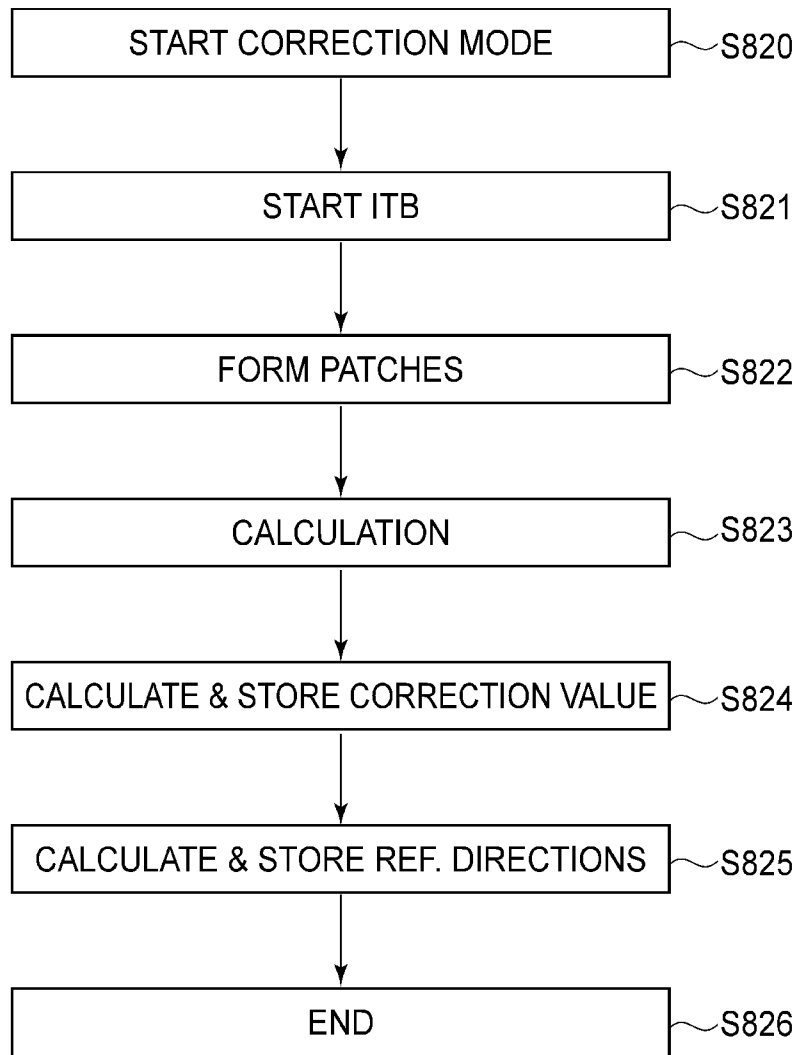 START CORRECTION MODE
S820
START ITB
S821
FORM PATCHES
S822
CALCULATION
S823
CALCULATE & STORE CORRECTION VALUE
S824
CALCULATE & STORE REF. DIRECTIONS
S825
END
S826